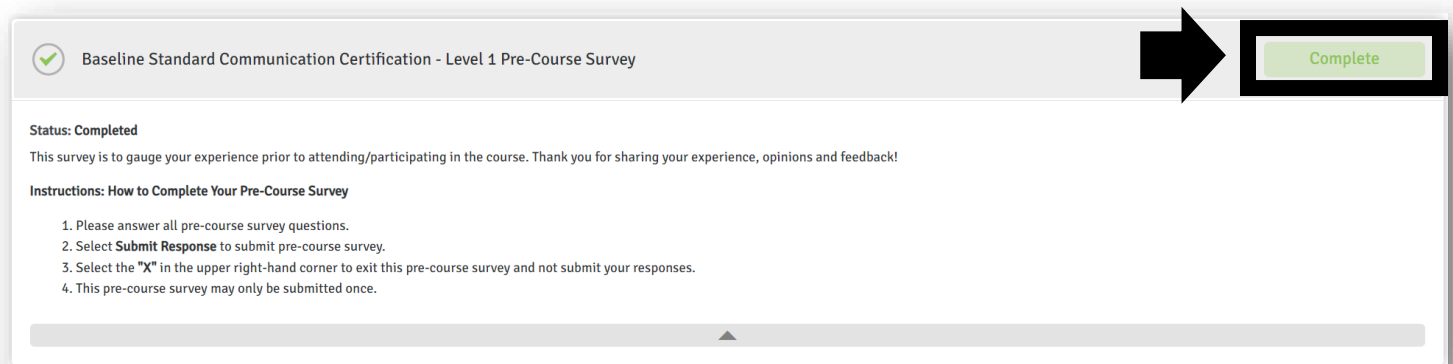 Baseline Standard Communication Certification - Level 1 Pre-Course Survey
Complete
Status: Completed
This survey is to gauge your experience prior to attending/participating in the course. Thank you for sharing your experience, opinions and feedback!
Instructions: How to Complete Your Pre-Course Survey
1. Please answer all pre-course survey questions.
2. Select Submit Response to submit pre-course survey.
3. Select the "X" in the upper right-hand corner to exit this pre-course survey and not submit your responses.
4. This pre-course survey may only be submitted once.